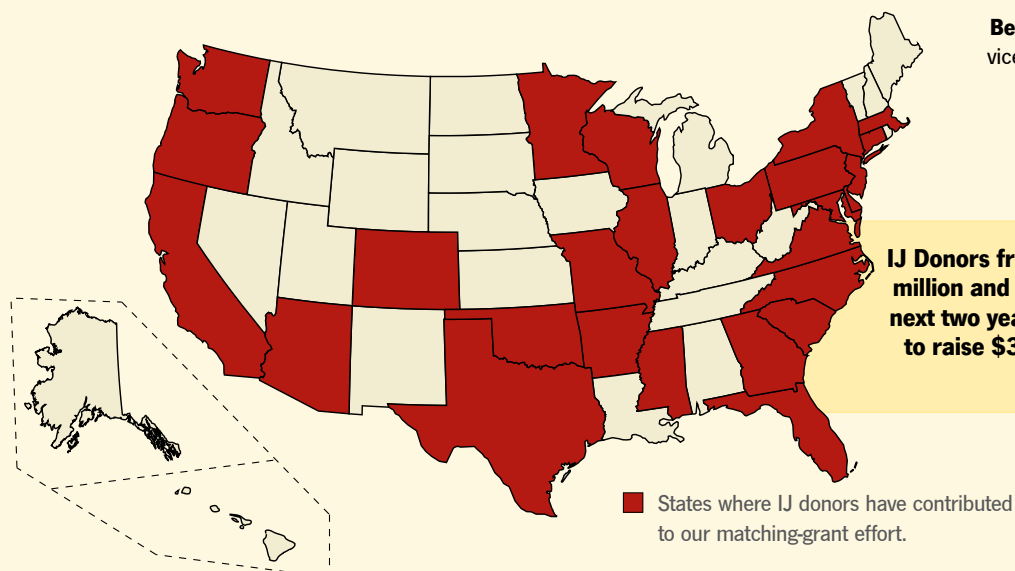 Be
vice
IJ Donors fr
million and
next two yea
to raise $3
States where IJ donors have contributed
to our matching-grant effort.